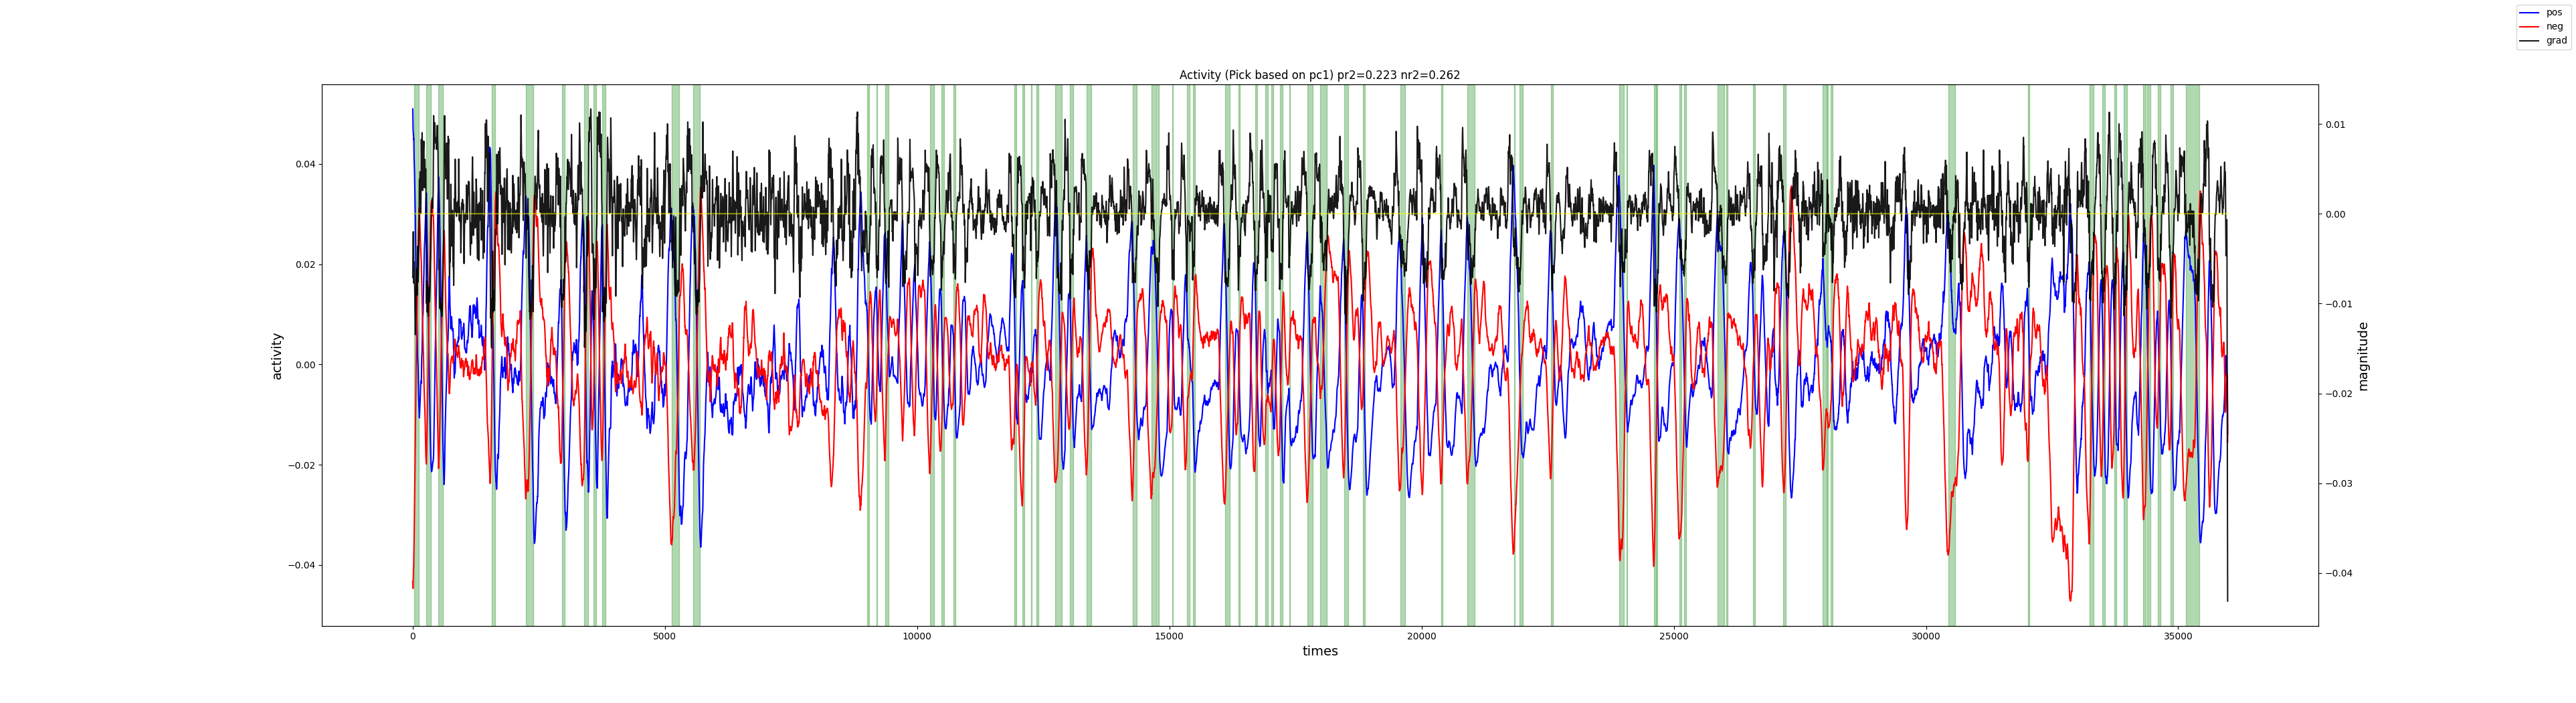 pos
neg
grad
Activity (Pick based on pc1) pr2=0.223 nr2=0.262
0.04
0.02
0.00
−0.02
−0.04
activity
0.01
0.00
−0.01
−0.02
−0.03
−0.04
magnitude
0 5000 10000 15000 20000 25000 30000 35000
times